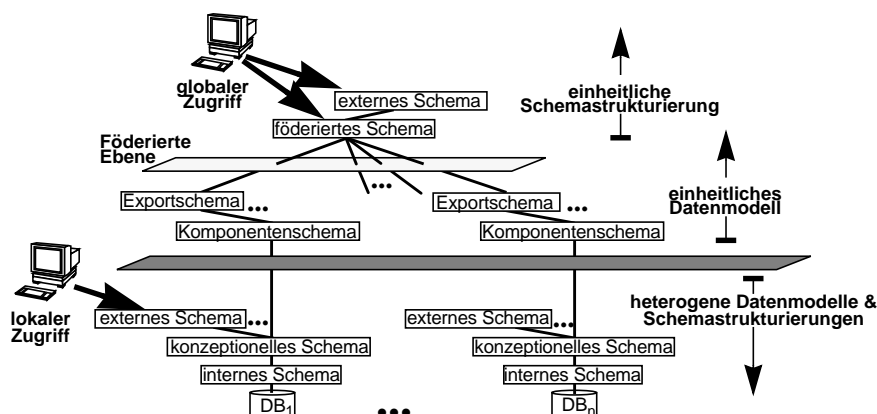 globaler
Zugriff
externes Schema
föderiertes Schema
einheitliche
Schemastrukturierung
Föderierte
Ebene
...
Exportschema ...
Exportschema ...
einheitliches
Datenmodell
Komponentenschema
Komponentenschema
lokaler
Zugriff
externes Schema ...
externes Schema ...
heterogene Datenmodelle &
Schemastrukturierungen
konzeptionelles Schema
konzeptionelles Schema
internes Schema
internes Schema
DB1
...
DBn